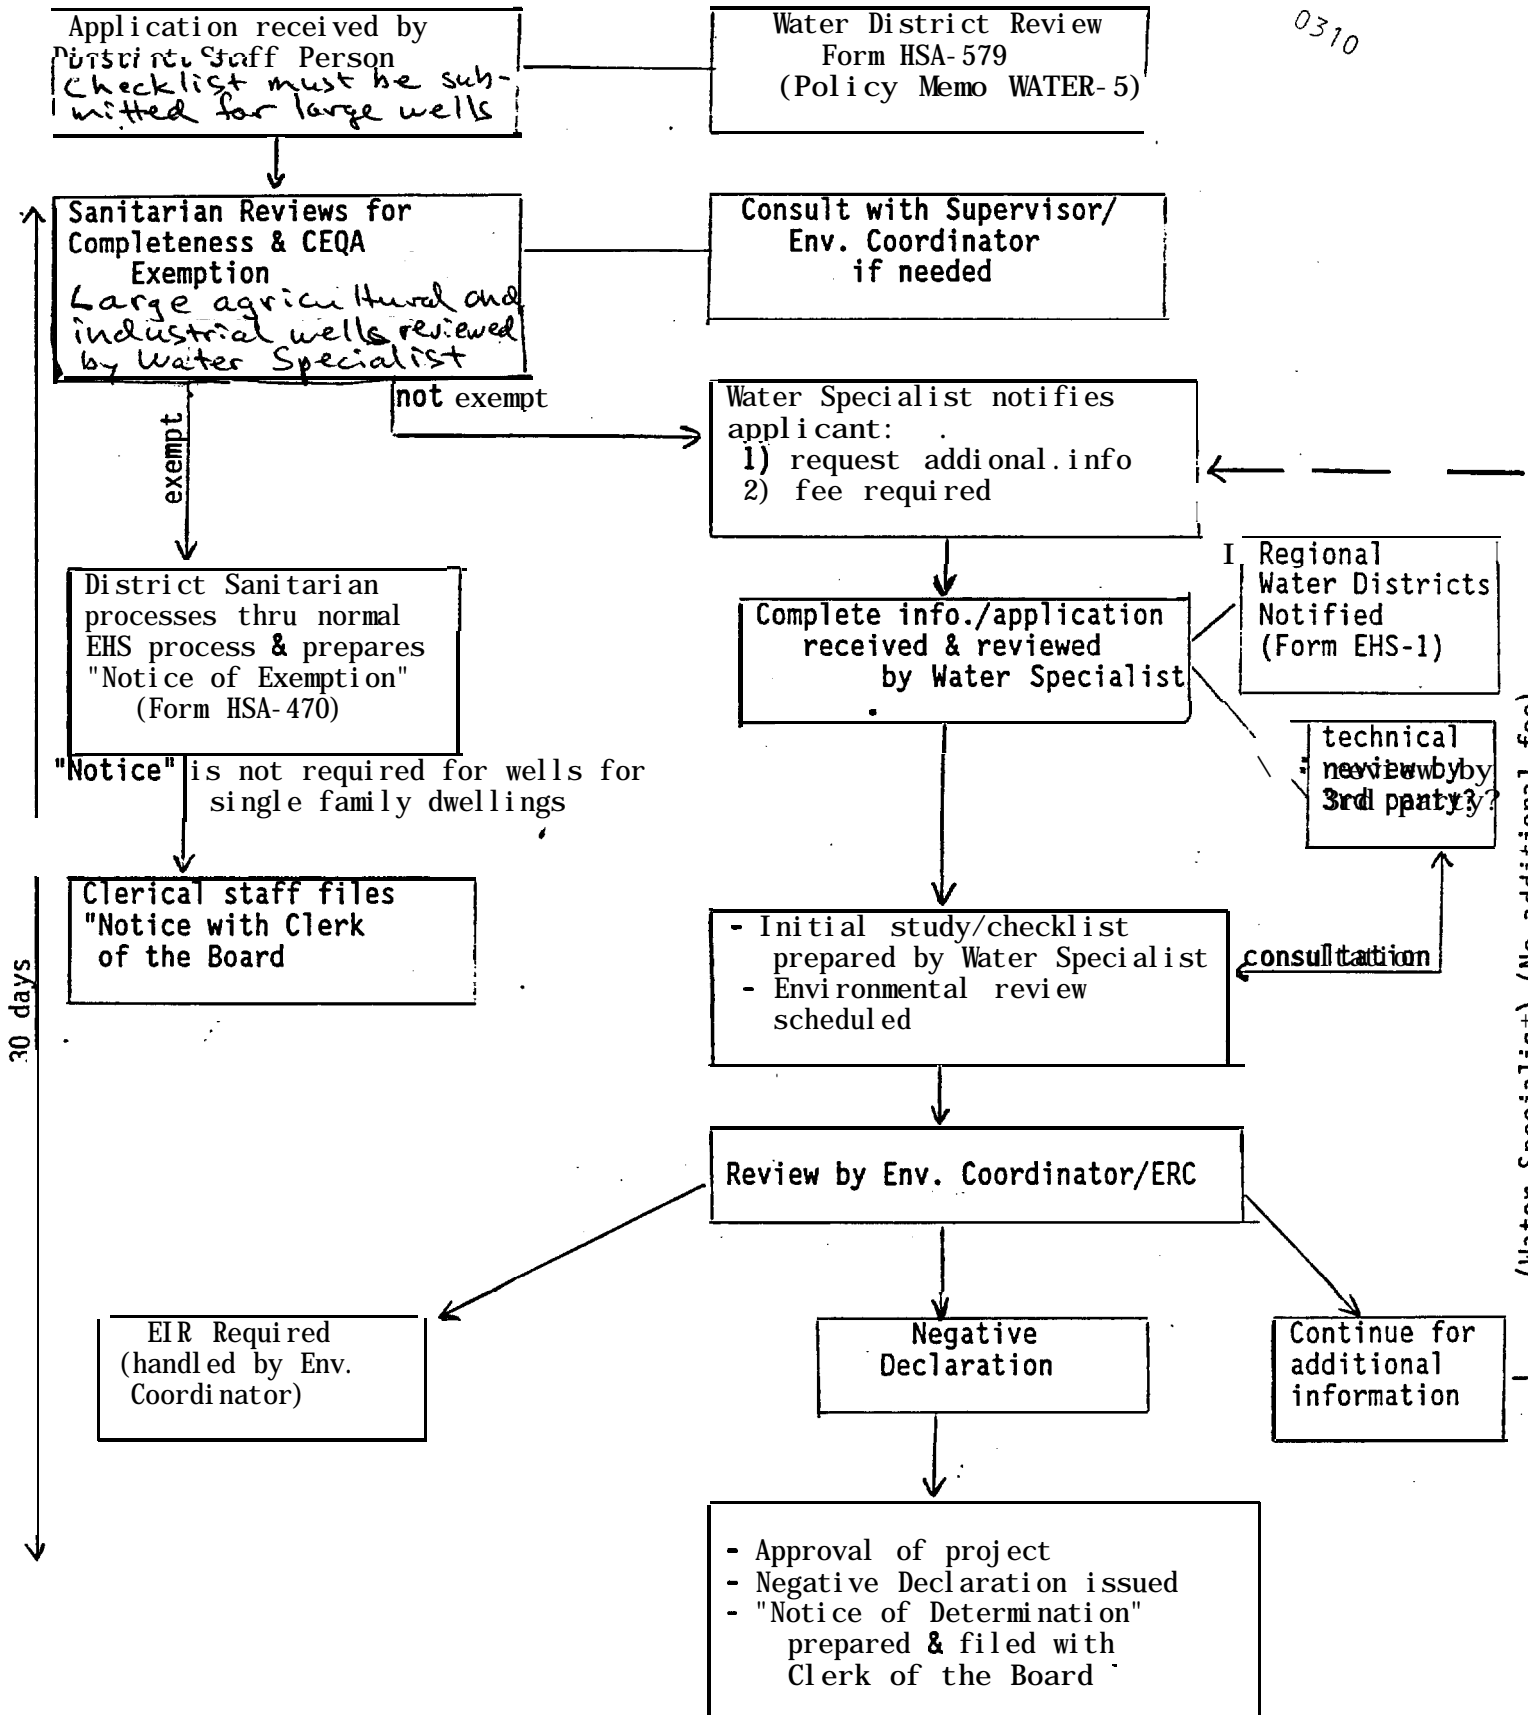 0310
Application received by
District Staff Person
Checklist must be sub-
mitted for large wells
Water District Review
Form HSA-579
(Policy Memo WATER-5)
Sanitarian Reviews for
Completeness & CEQA
Exemption
Large agricultural and
industrial wells reviewed
by Water Specialist
Consult with Supervisor/
Env. Coordinator
if needed
exempt
not exempt
Water Specialist notifies
applicant:
1) request addional.info
2) fee required
District Sanitarian
processes thru normal
EHS process & prepares
"Notice of Exemption"
(Form HSA-470)
"Notice" is not required for wells for
single family dwellings
Complete info./application
received & reviewed
by Water Specialist
I Regional
Water Districts
Notified
(Form EHS-1)
technical
review by
3rd party?
Clerical staff files
"Notice with Clerk
of the Board
30 days
- Initial study/checklist
prepared by Water Specialist
- Environmental review
scheduled
consultation
(Water Specialist) (No additional fee)
Review by Env. Coordinator/ERC
EIR Required
(handled by Env.
Coordinator)
Negative
Declaration
Continue for
additional
information
- Approval of project
- Negative Declaration issued
- "Notice of Determination"
prepared & filed with
Clerk of the Board